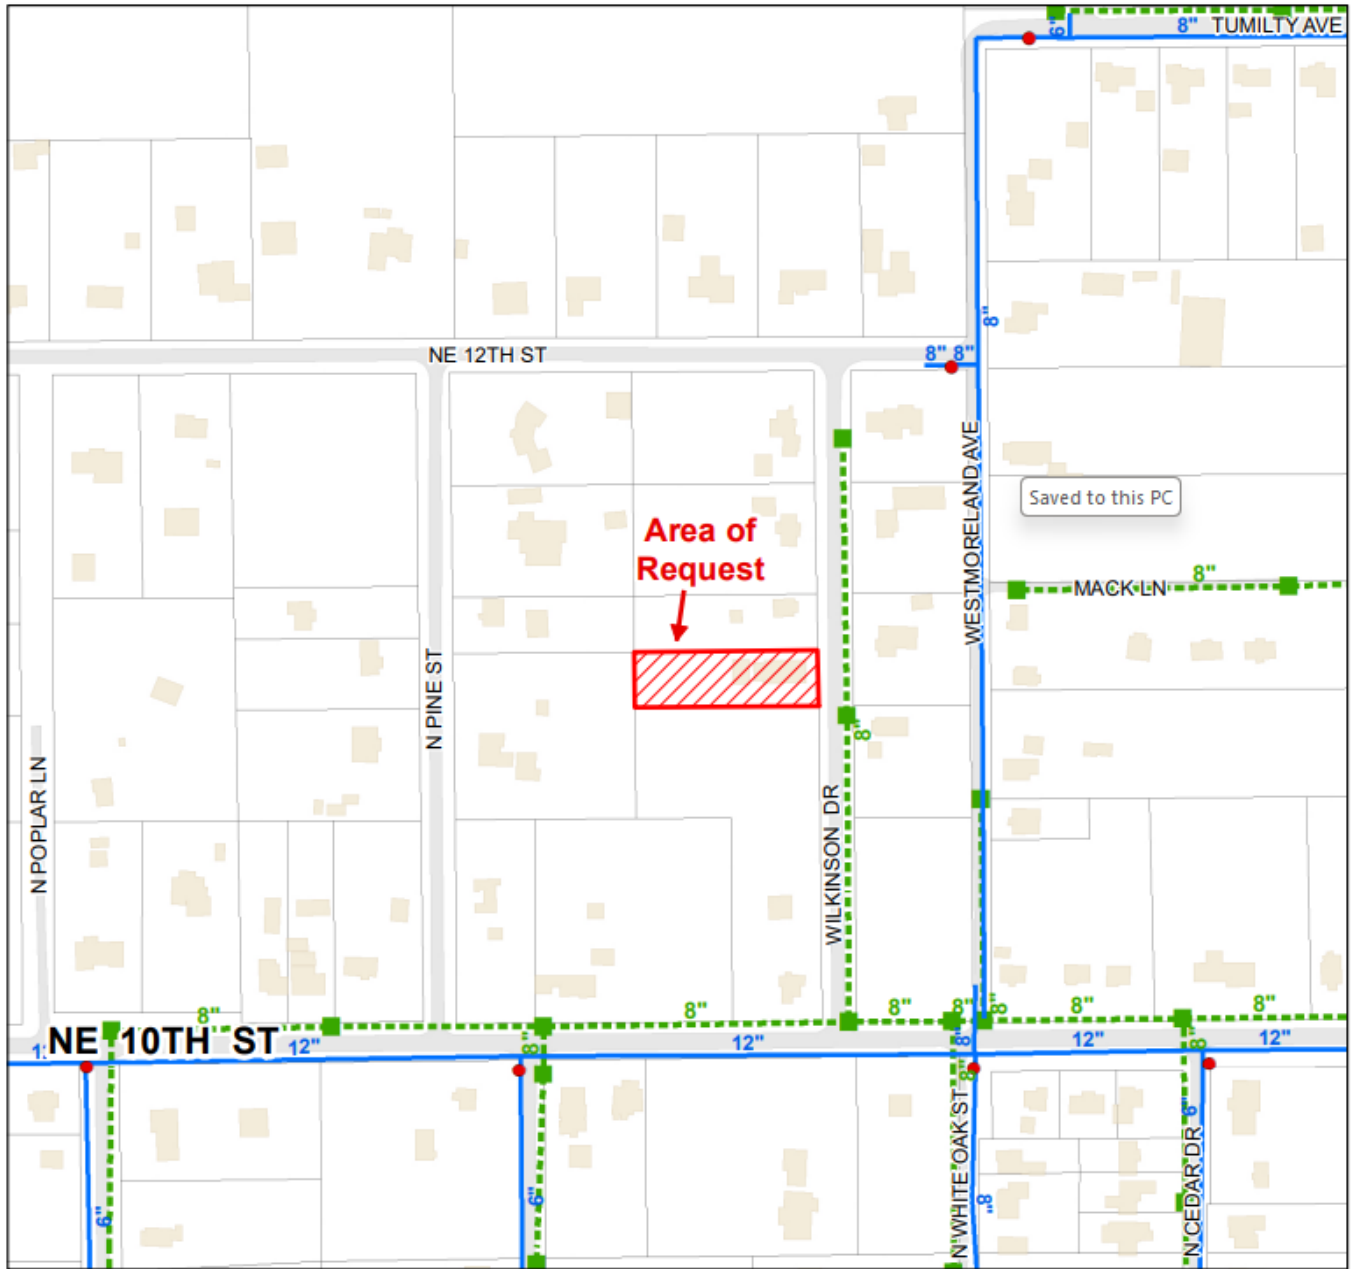 6"
8" TUMILTY AVE
8"
NE 12TH ST
8" 8"
WESTMORELAND AVE
Saved to this PC
Area of
Request
8"
MACK LN
N PINE ST
8"
N POPLAR LN
WILKINSON DR
8"
8"
8"
8"
8"
8"
8"
NE 10TH ST
12"
8"
12"
8"
12"
8"
12"
8"
6"
6"
N WHITE OAK ST
8"
6"
N CEDAR DR